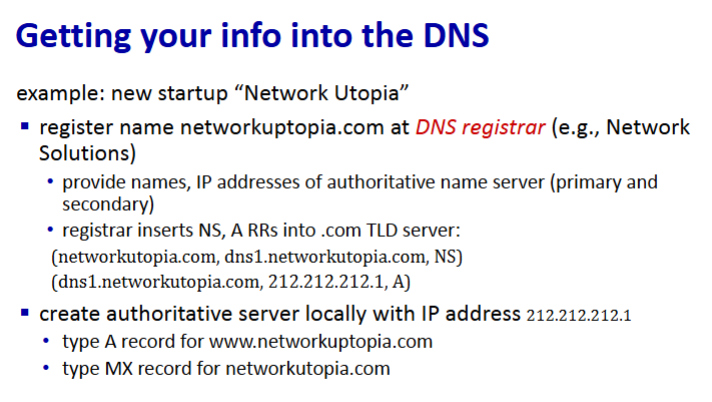 Getting your info into the DNS
example: new startup “Network Utopia”
▪ register name networkuptopia.com at DNS registrar (e.g., Network
Solutions)
• provide names, IP addresses of authoritative name server (primary and
secondary)
• registrar inserts NS, A RRs into .com TLD server:
(networkutopia.com, dns1.networkutopia.com, NS)
(dns1.networkutopia.com, 212.212.212.1, A)
▪ create authoritative server locally with IP address 212.212.212.1
• type A record for www.networkuptopia.com
• type MX record for networkutopia.com